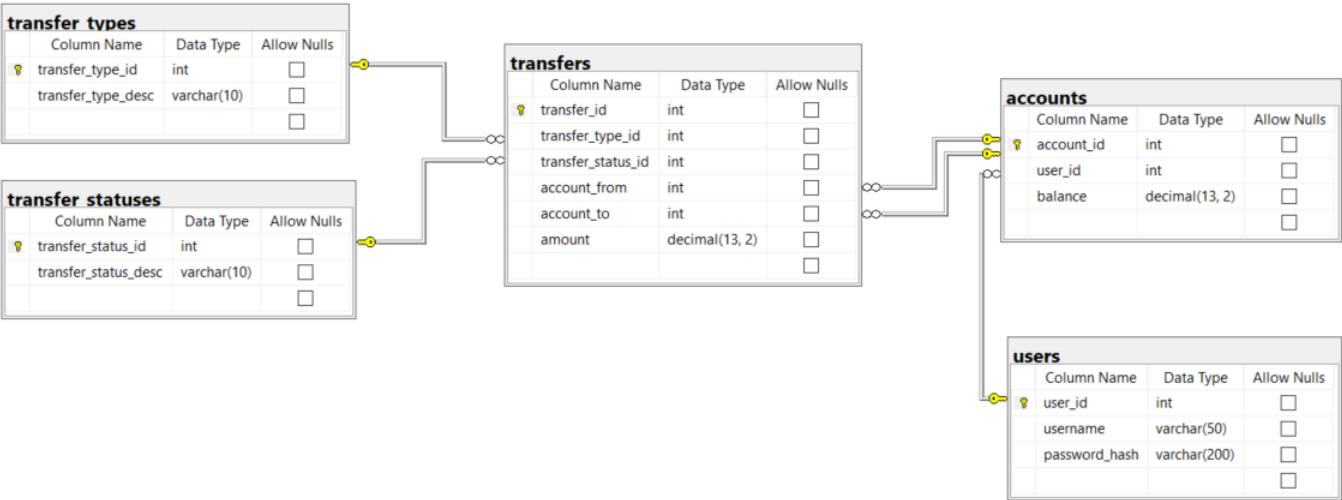 transfer_types
Column Name Data Type Allow Nulls
transfer_type_id int
transfer_type_desc varchar(10)
transfer_statuses
Column Name Data Type Allow Nulls
transfer_status_id int
transfer_status_desc varchar(10)
transfers
Column Name Data Type Allow Nulls
transfer_id int
transfer_type_id int
transfer_status_id int
account_from int
account_to int
amount decimal(13, 2)
accounts
Column Name Data Type Allow Nulls
account_id int
user_id int
balance decimal(13, 2)
users
Column Name Data Type Allow Nulls
user_id int
username varchar(50)
password_hash varchar(200)